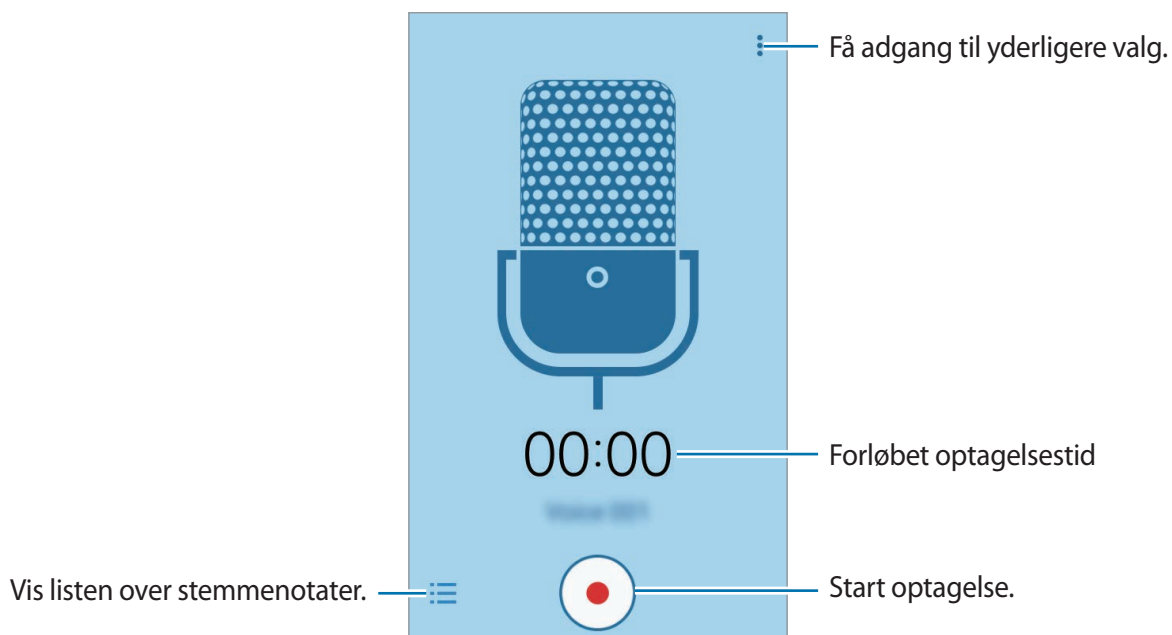 Få adgang til yderligere valg.
00:00
Forløbet optagelsestid
Vis listen over stemmenotater.
Start optagelse.